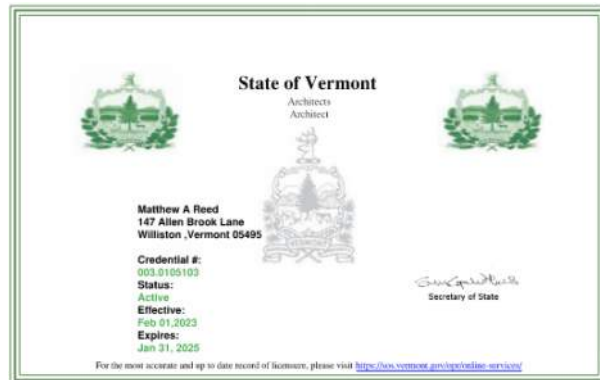 State of Vermont
Architects
Architect
Matthew A Reed
147 Allen Brook Lane
Williston ,Vermont 05495
VERMONT
Credential #:
003.0105103
Status:
Active
Effective:
Feb 01,2023
Expires:
Jan 31, 2025
Secretary of State
For the most accurate and up to date record of licensure, please visit https://sos.vermont.gov/opr/online-services/